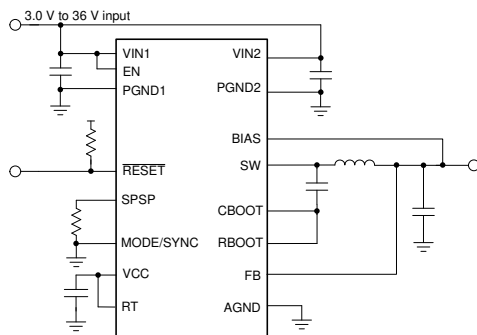 3.0 V to 36 V input
VIN1
VIN2
EN
PGND1
PGND2
BIAS
RESET
SW
SPSP
CBOOT
MODE/SYNC
RBOOT
VCC
FB
RT
AGND